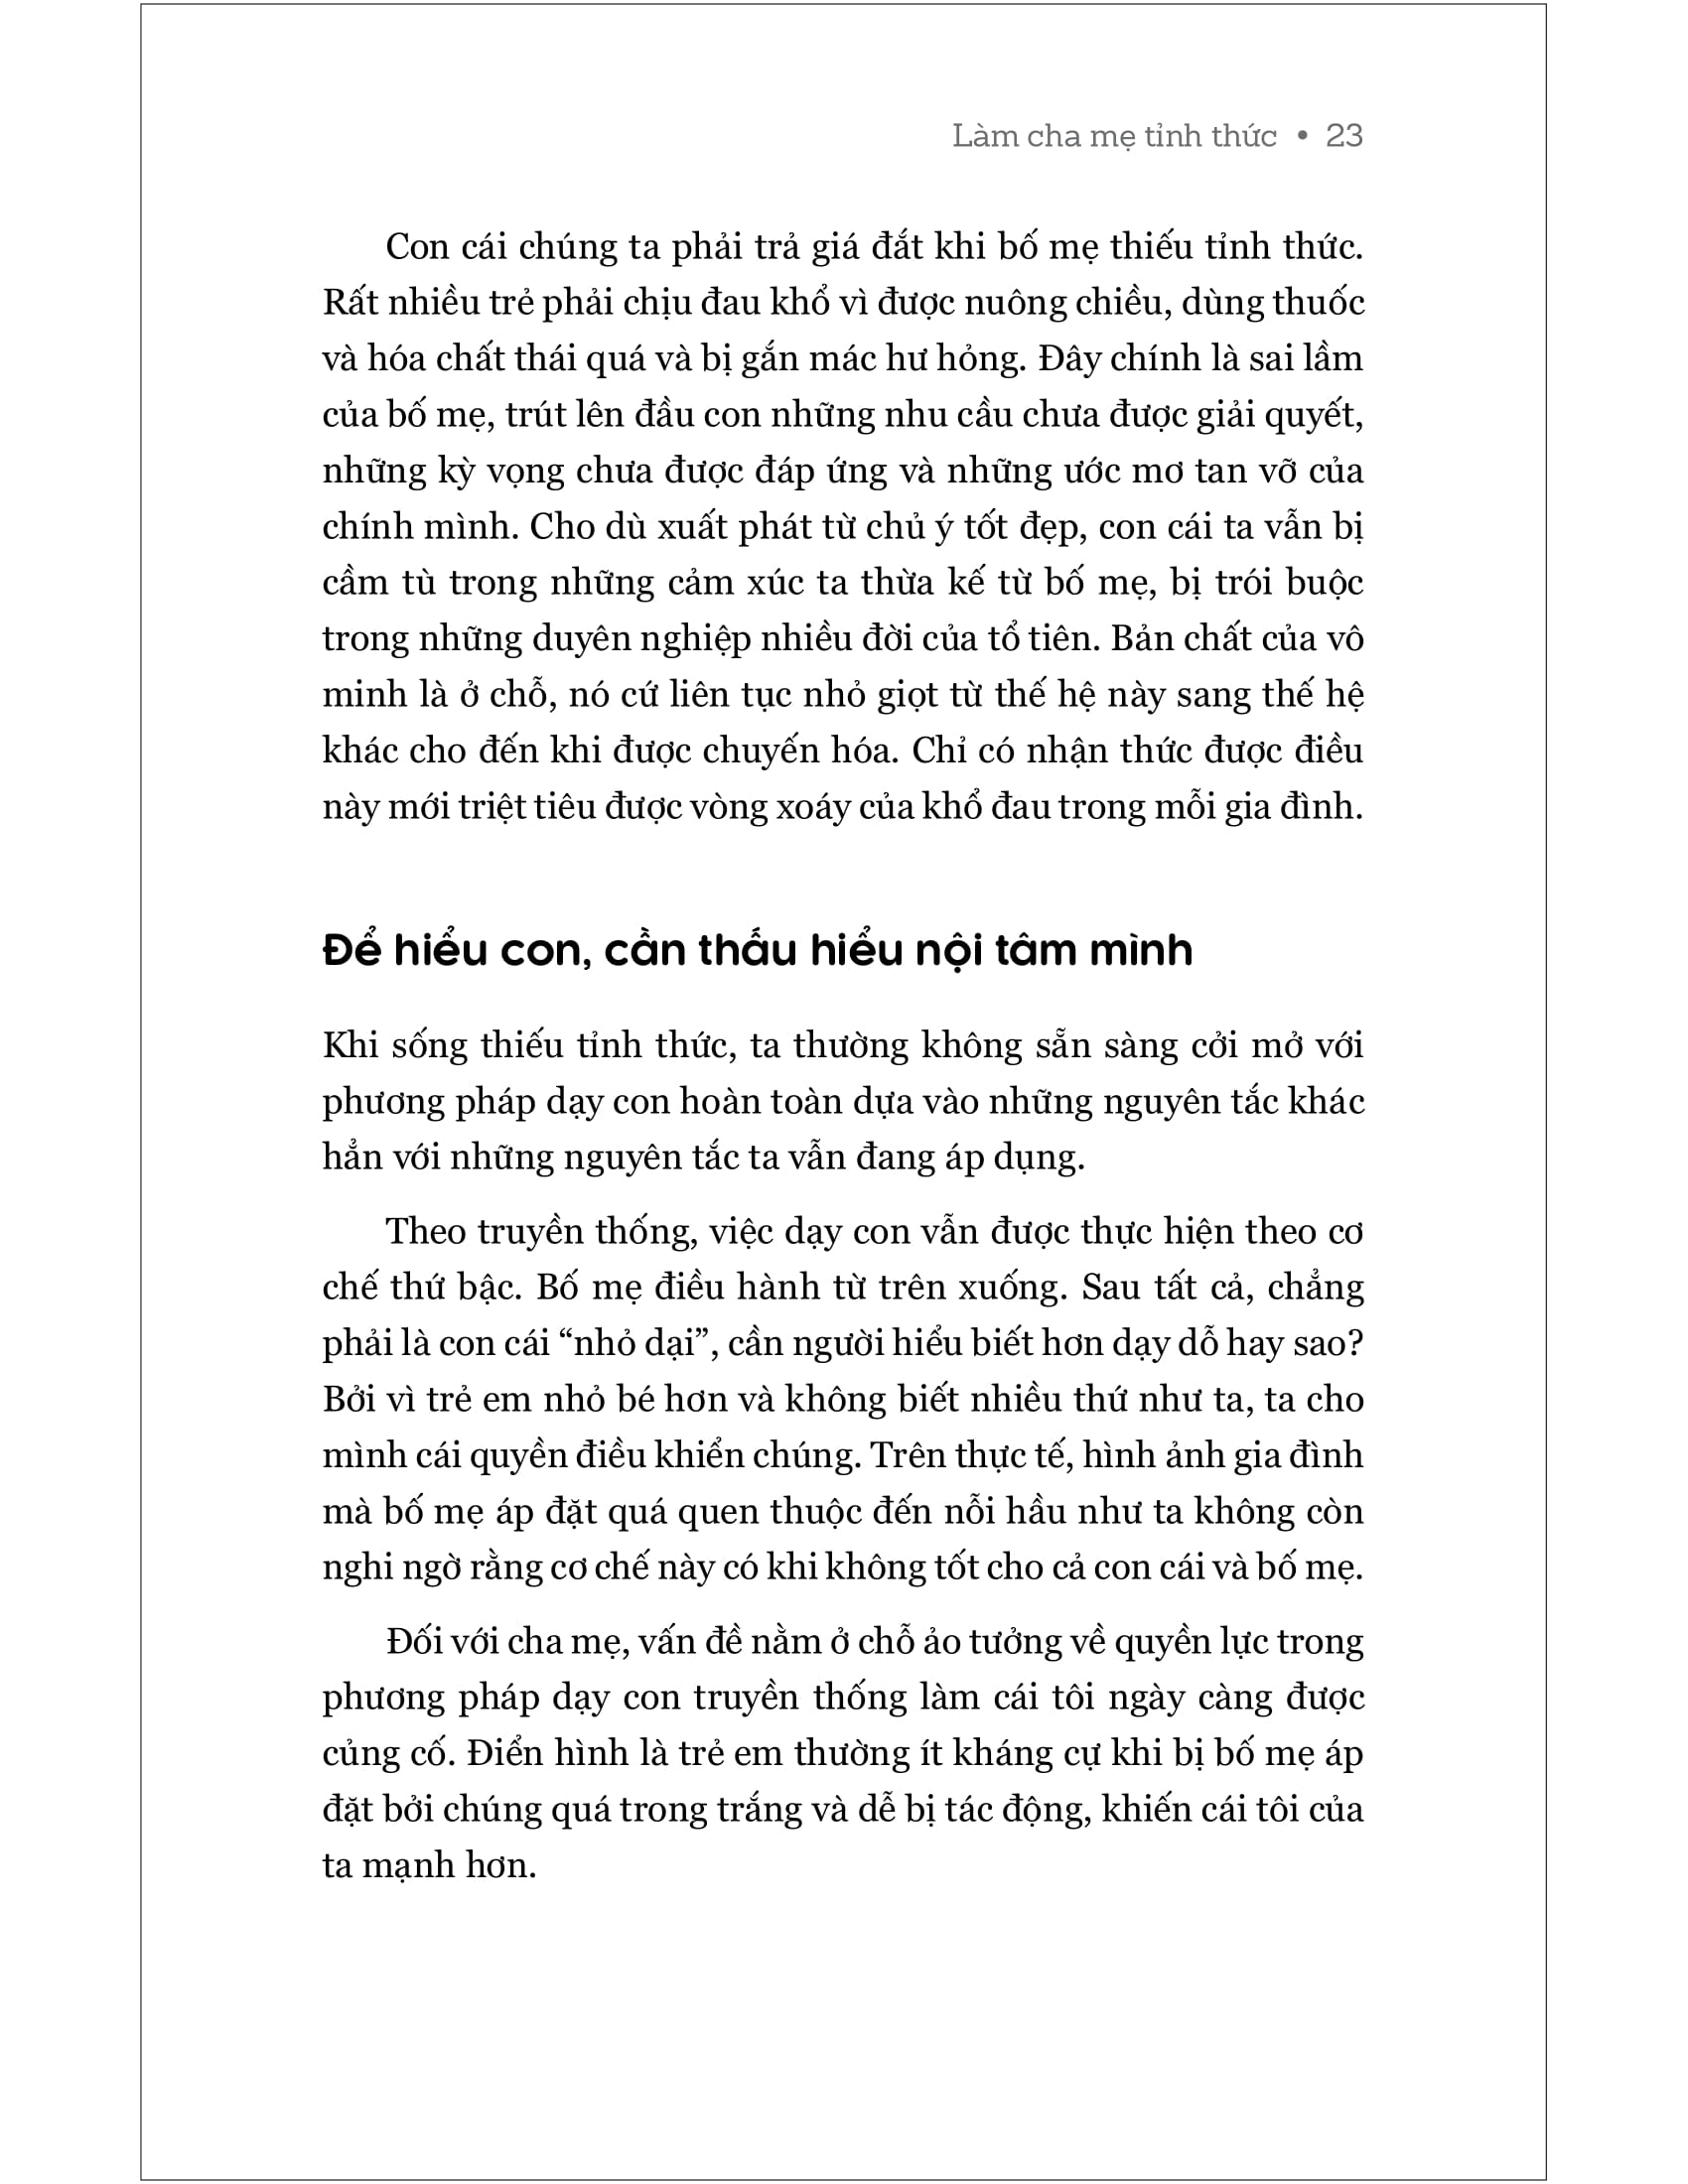 Làm cha mẹ tỉnh thức • 23
Con cái chúng ta phải trả giá đắt khi bố mẹ thiếu tỉnh thức.
Rất nhiều trẻ phải chịu đau khổ vì được nuông chiều, dùng thuốc
và hóa chất thái quá và bị gắn mác hư hỏng. Đây chính là sai lầm
của bố mẹ, trút lên đầu con những nhu cầu chưa được giải quyết,
những kỳ vọng chưa được đáp ứng và những ước mơ tan vỡ của
chính mình. Cho dù xuất phát từ chủ ý tốt đẹp, con cái ta vẫn bị
cầm tù trong những cảm xúc ta thừa kế từ bố mẹ, bị trói buộc
trong những duyên nghiệp nhiều đời của tổ tiên. Bản chất của vô
minh là ở chỗ, nó cứ liên tục nhỏ giọt từ thế hệ này sang thế hệ
khác cho đến khi được chuyến hóa. Chỉ có nhận thức được điều
này mới triệt tiêu được vòng xoáy của khổ đau trong mỗi gia đình.
Để hiểu con, cần thấu hiểu nội tâm mình
Khi sống thiếu tỉnh thức, ta thường không sẵn sàng cởi mở với
phương pháp dạy con hoàn toàn dựa vào những nguyên tắc khác
hẳn với những nguyên tắc ta vẫn đang áp dụng.
Theo truyền thống, việc dạy con vẫn được thực hiện theo cơ
chế thứ bậc. Bố mẹ điều hành từ trên xuống. Sau tất cả, chẳng
phải là con cái “nhỏ dại”, cần người hiểu biết hơn dạy dỗ hay sao?
Bởi vì trẻ em nhỏ bé hơn và không biết nhiều thứ như ta, ta cho
mình cái quyền điều khiển chúng. Trên thực tế, hình ảnh gia đình
mà bố mẹ áp đặt quá quen thuộc đến nỗi hầu như ta không còn
nghi ngờ rằng cơ chế này có khi không tốt cho cả con cái và bố mẹ.
Đối với cha mẹ, vấn đề nằm ở chỗ ảo tưởng về quyền lực trong
phương pháp dạy con truyền thống làm cái tôi ngày càng được
củng cố. Điển hình là trẻ em thường ít kháng cự khi bị bố mẹ áp
đặt bởi chúng quá trong trắng và dễ bị tác động, khiến cái tôi của
ta mạnh hơn.